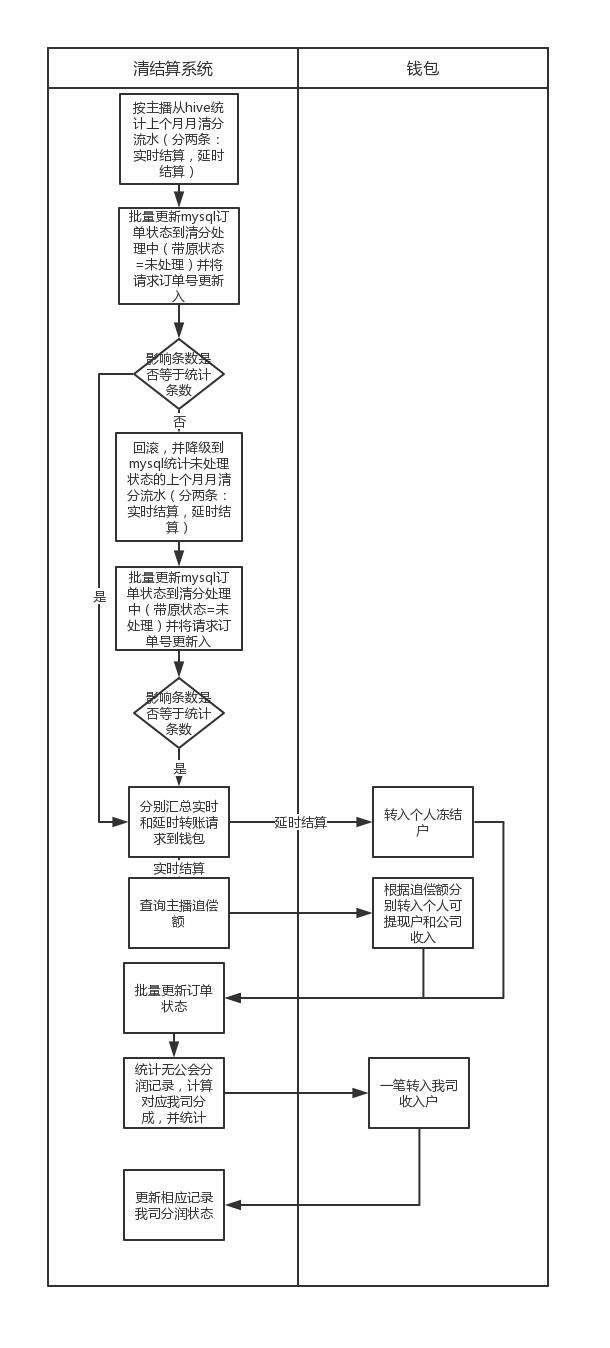 清结算系统
钱包
按主播从hive统
计上个月月清分
流水（分两条：
实时结算，延时
结算）
批量更新mysql订
单状态到清分处
理中（带原状态
=未处理）并将
请求订单号更新
入
影响条数是
否等于统计
条数
否
回滚，并降级到
mysql统计未处理
状态的上个月月清
分流水（分两条：
实时结算，延时结
算）
批量更新mysql订
单状态到清分处理
中（带原状态=未
处理）并将请求订
单号更新入
是
影响条数是
否等于统计
条数
是
分别汇总实时
和延时转账请
求到钱包
延时结算
转入个人冻结
户
实时结算
查询主播追偿
额
根据追偿额分
别转入个人可
提现户和公司
收入
批量更新订单
状态
统计无公会分
润记录，计算
对应我司分
成，并统计
一笔转入我司
收入户
更新相应记录
我司分润状态